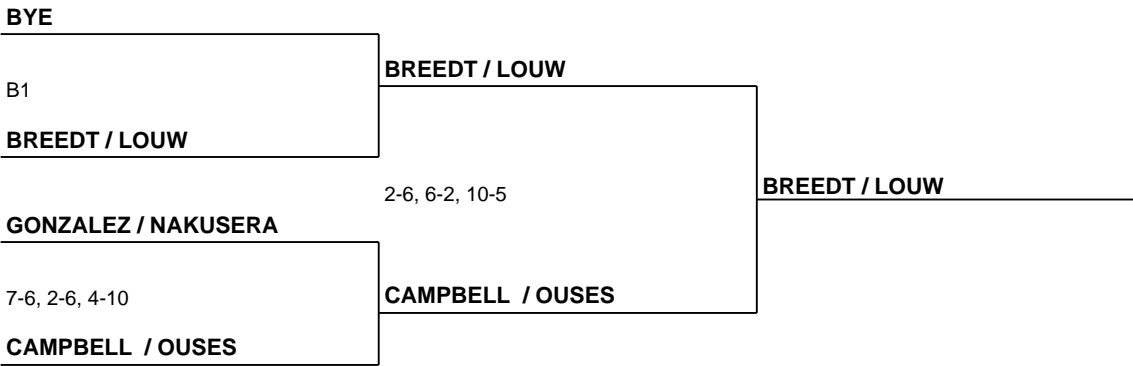 BYE
B1
BREEDT / LOUW
BREEDT / LOUW
2-6, 6-2, 10-5
BREEDT / LOUW
GONZALEZ / NAKUSERA
7-6, 2-6, 4-10
CAMPBELL / OUSES
CAMPBELL / OUSES